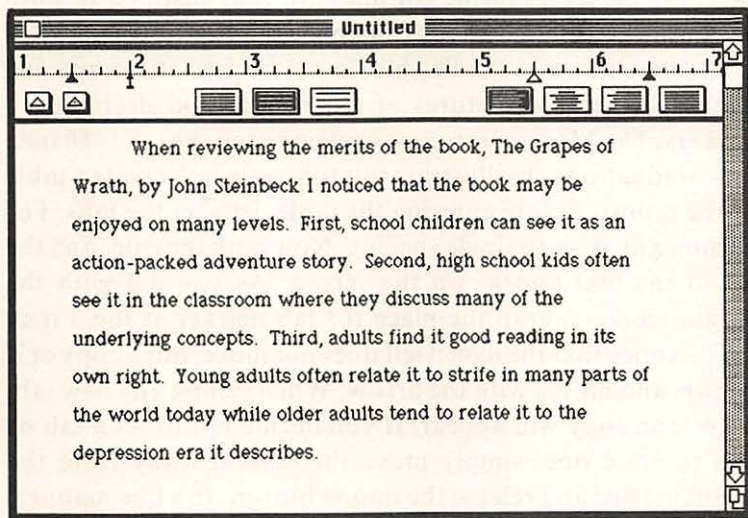 Untitled
1 2 3 4 5 6 7
When reviewing the merits of the book, The Grapes of
Wrath, by John Steinbeck I noticed that the book may be
enjoyed on many levels. First, school children can see it as an
action-packed adventure story. Second, high school kids often
see it in the classroom where they discuss many of the
underlying concepts. Third, adults find it good reading in its
own right. Young adults often relate it to strife in many parts of
the world today while older adults tend to relate it to the
depression era it describes.